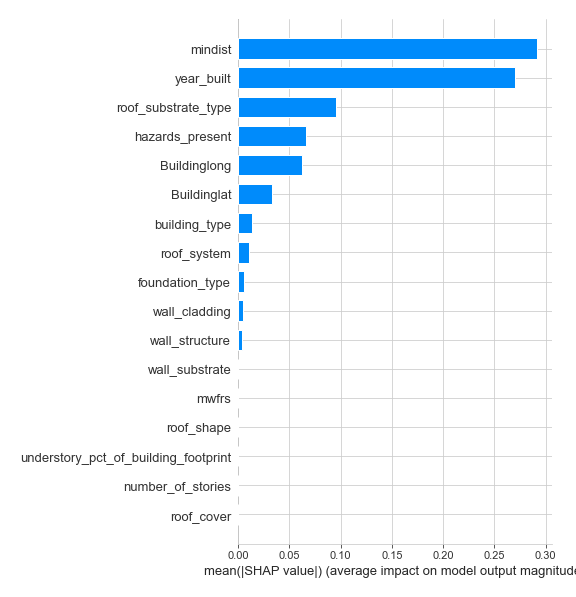 mindist
year_built
roof_substrate_type
hazards_present
Buildinglong
Buildinglat
building_type
roof_system
foundation_type
wall_cladding
wall_structure
wall_substrate
mwfrs
roof_shape
understory_pct_of_building_footprint
number_of_stories
roof_cover
0.00 0.05 0.10 0.15 0.20 0.25 0.30
mean(|SHAP value|) (average impact on model output magnitude